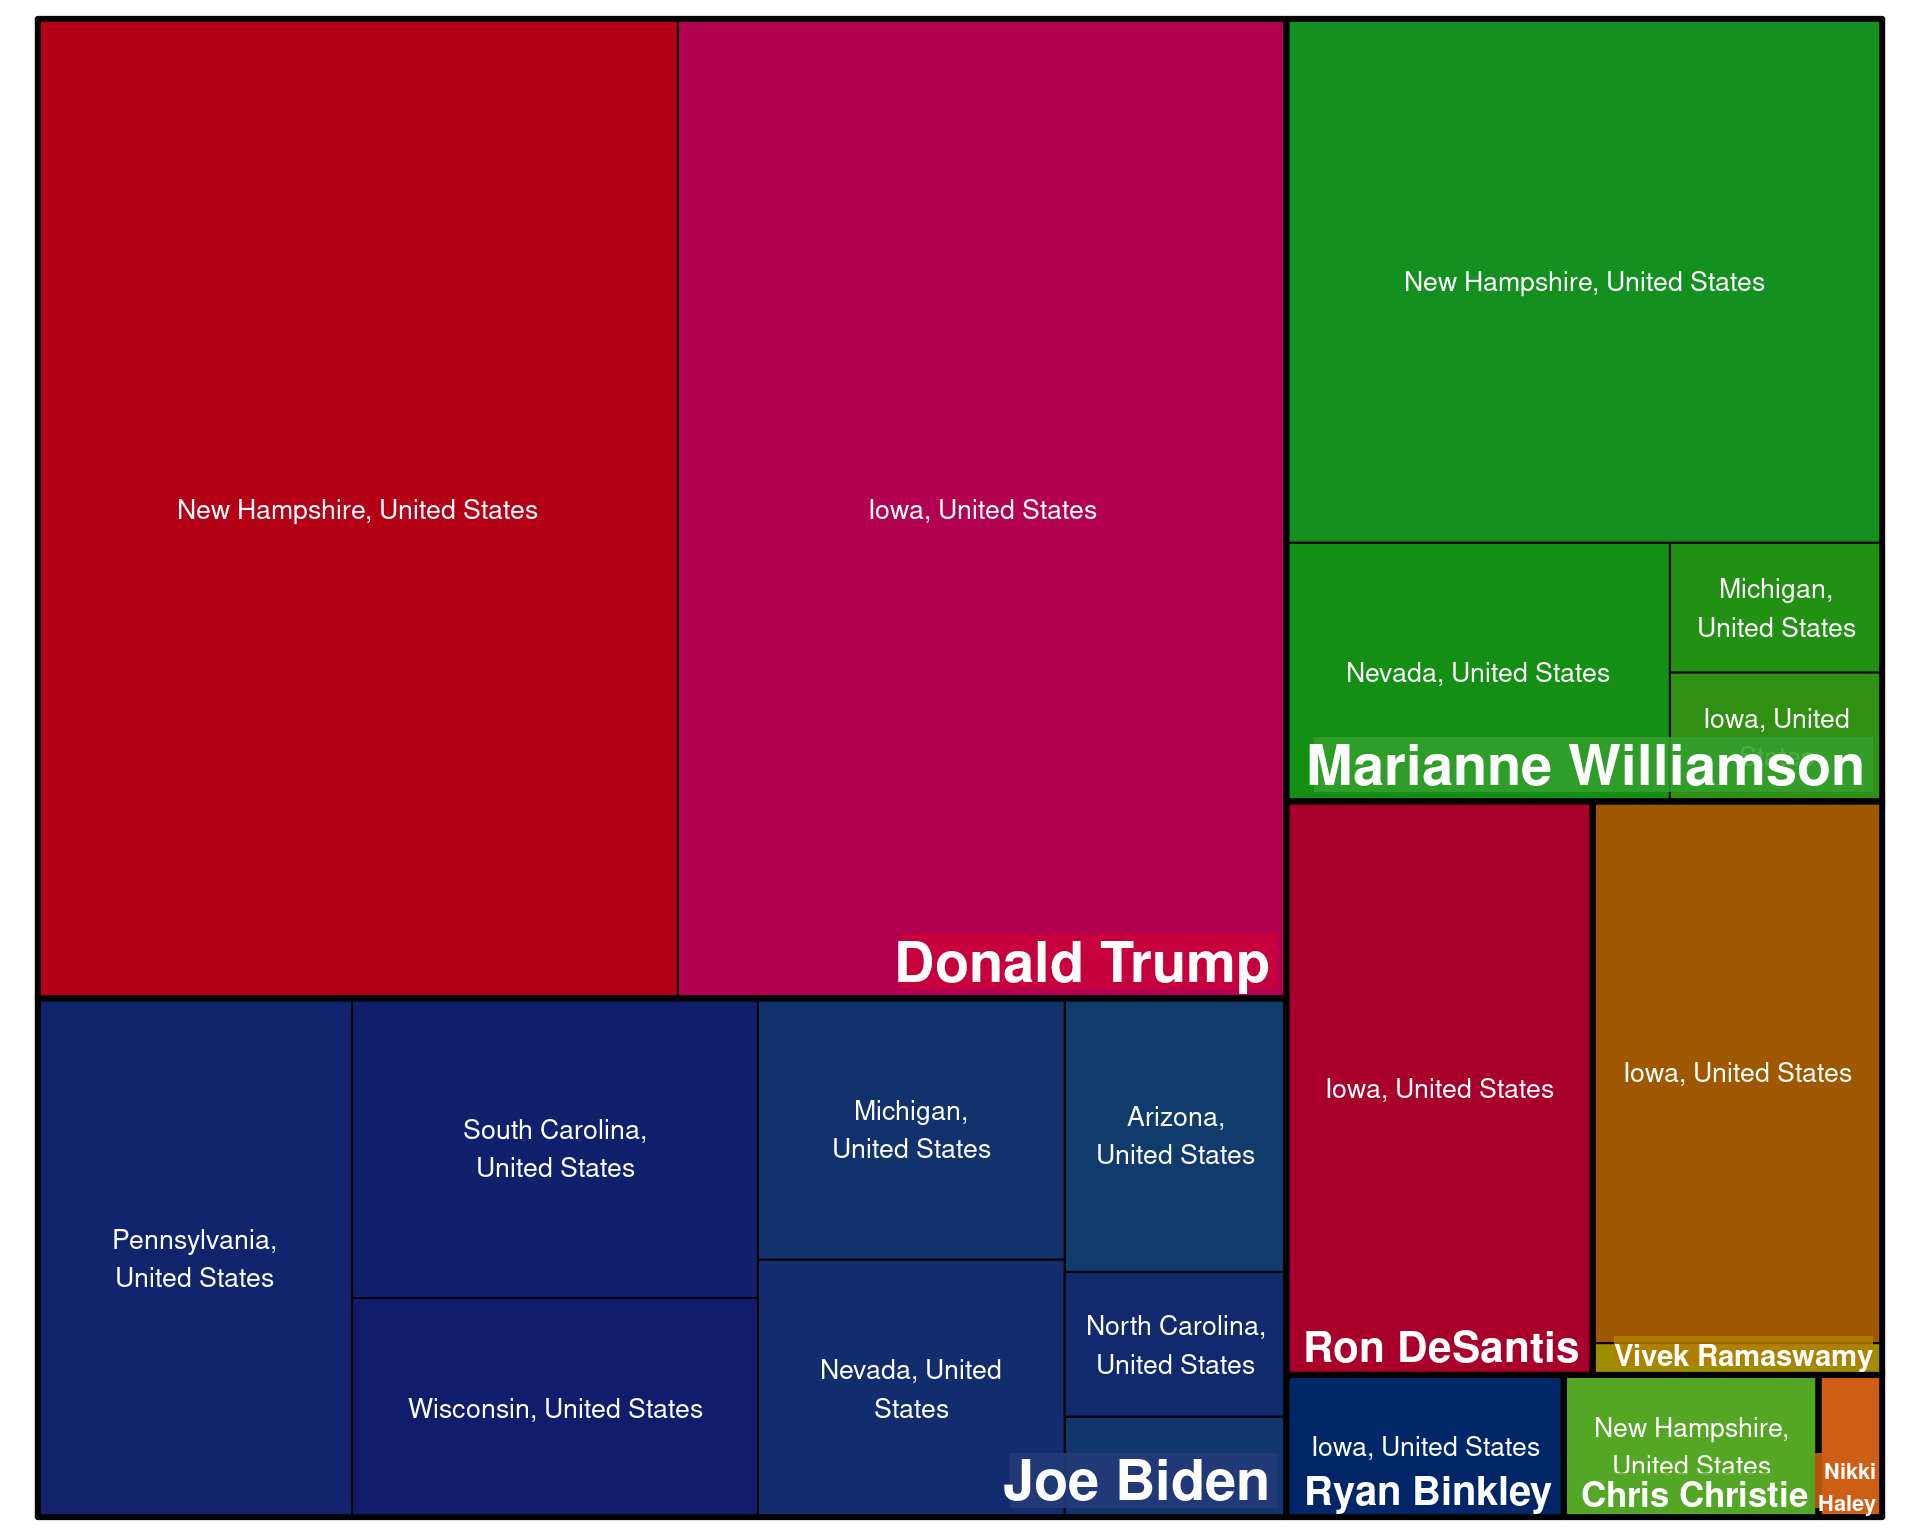 New Hampshire, United States
Iowa, United States
Donald Trump
New Hampshire, United States
Nevada, United States
Michigan,
United States
Iowa, United
States
Marianne Williamson
Pennsylvania,
United States
South Carolina,
United States
Wisconsin, United States
Michigan,
United States
Nevada, United
States
Arizona,
United States
North Carolina,
United States
Joe Biden
Iowa, United States
Ron DeSantis
Iowa, United States
Vivek Ramaswamy
Iowa, United States
Ryan Binkley
New Hampshire,
United States
Chris Christie
Nikki
Haley